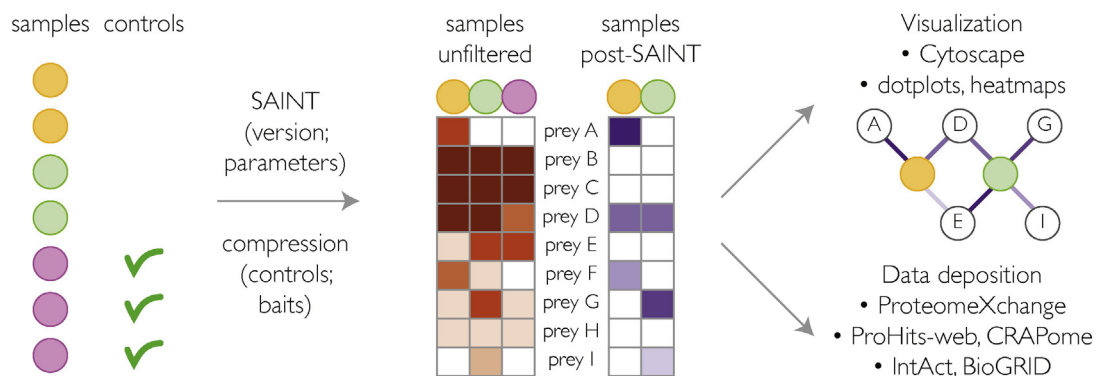 samples controls
SAINT
(version;
parameters)
compression
(controls;
baits)
samples
unfiltered
samples
post-SAINT
prey A
prey B
prey C
prey D
prey E
prey F
prey G
prey H
prey I
Visualization
• Cytoscape
• dotplots, heatmaps
A D G
E I
Data deposition
• ProteomeXchange
• ProHits-web, CRAPome
• IntAct, BioGRID